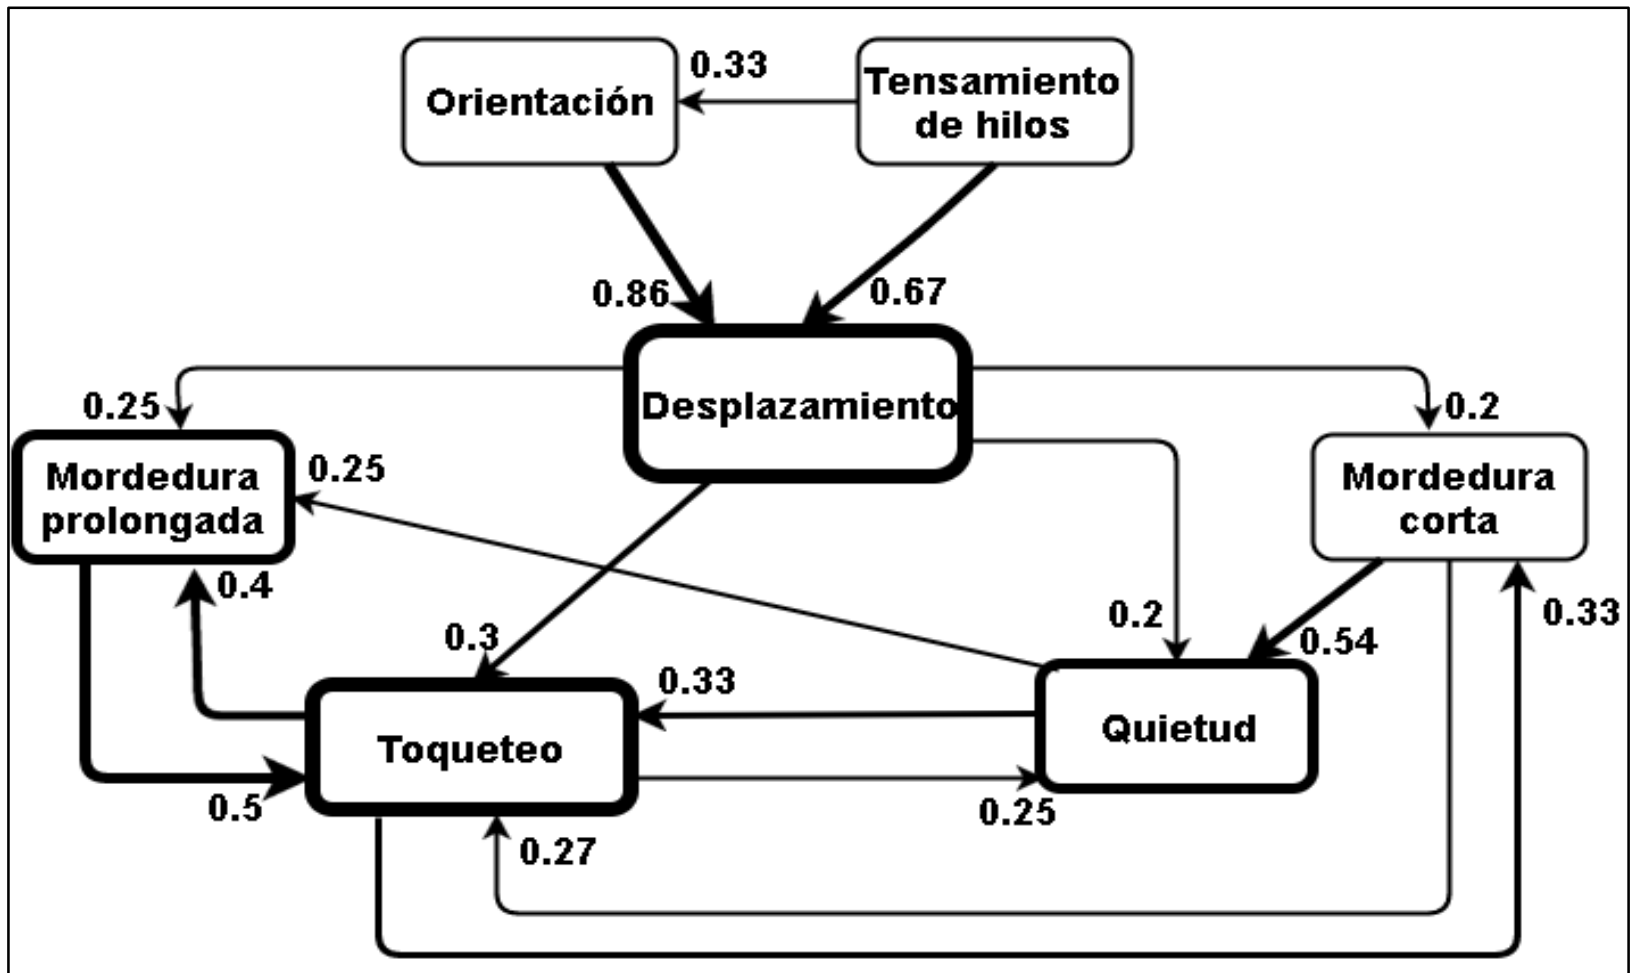 Orientación
0.33
Tensamiento
de hilos
0.86
0.67
Desplazamiento
0.25
0.2
Mordedura
prolongada
0.25
Mordedura
corta
0.4
0.3
0.2
0.54
0.33
0.33
Toqueteo
Quietud
0.5
0.25
0.27